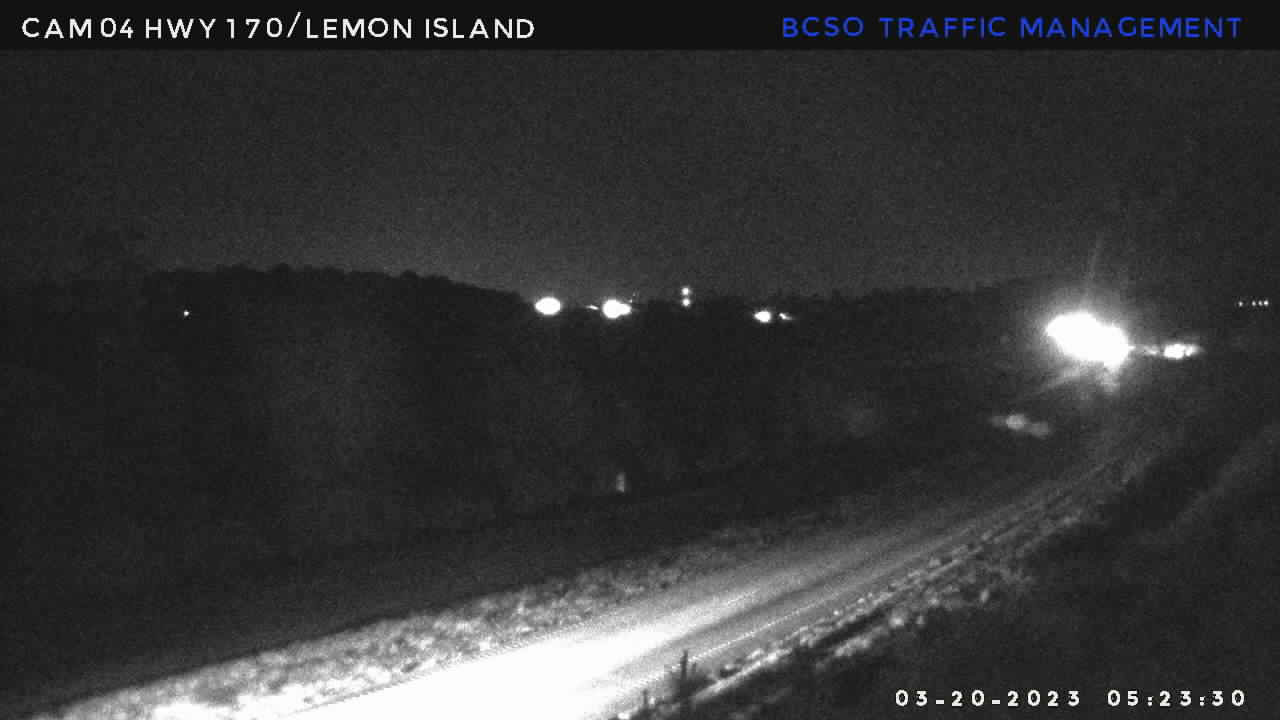 CAM04 HWY 170/LEMON ISLAND
BCSO TRAFFIC MANAGEMENT
03-20-2023 05:23:30